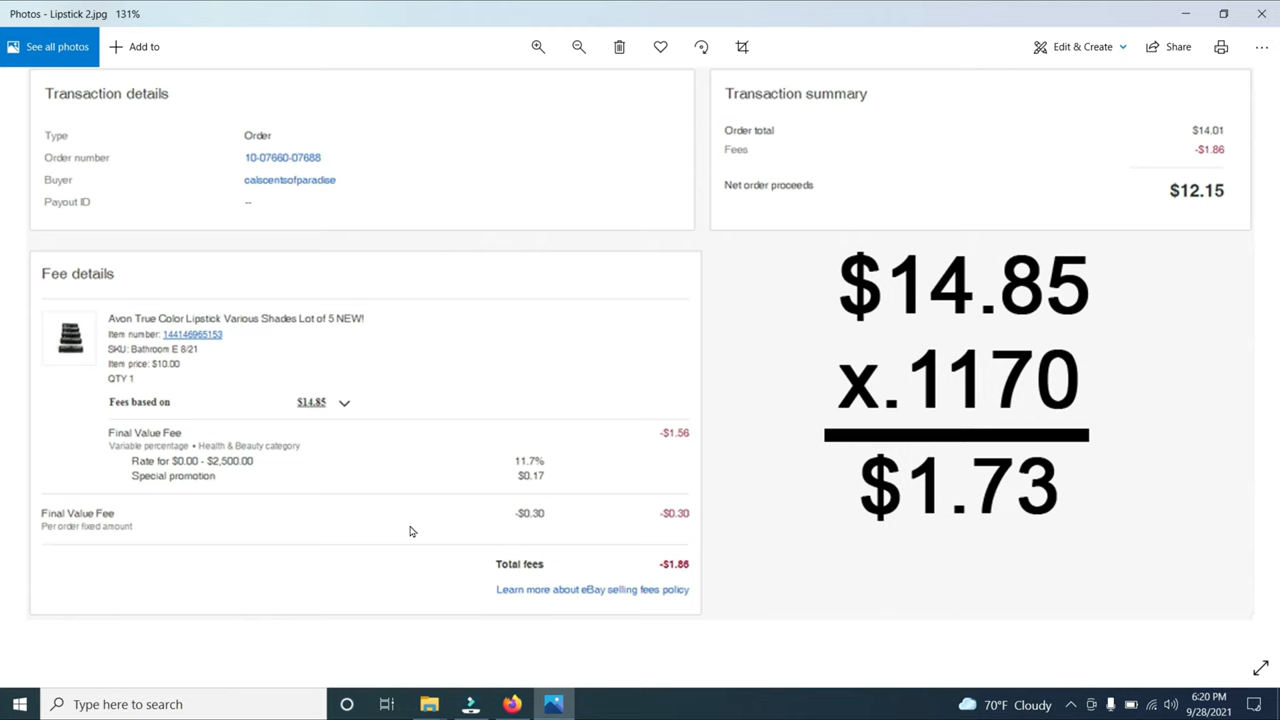 Photos - Lipstick 2.jpg 131%
See all photos
Add to
Edit & Create
Share
Transaction details
Type Order
Order number 10-07660-07688
Buyer calscentsofparadise
Payout ID --
Transaction summary
Order total $14.01
Fees -$1.86
Net order proceeds $12.15
Fee details
Avon True Color Lipstick Various Shades Lot of 5 NEW!
Item number: 144146965153
SKU: Bathroom E 8/21
Item price: $10.00
QTY 1
Fees based on $14.85
Final Value Fee -$1.56
Variable percentage • Health & Beauty category
Rate for $0.00 - $2,500.00 11.7%
Special promotion $0.17
Final Value Fee -$0.30 -$0.30
Per order fixed amount
Total fees -$1.86
Learn more about eBay selling fees policy
$14.85
x.1170
$1.73
Type here to search
70°F Cloudy
6:20 PM
9/28/2021